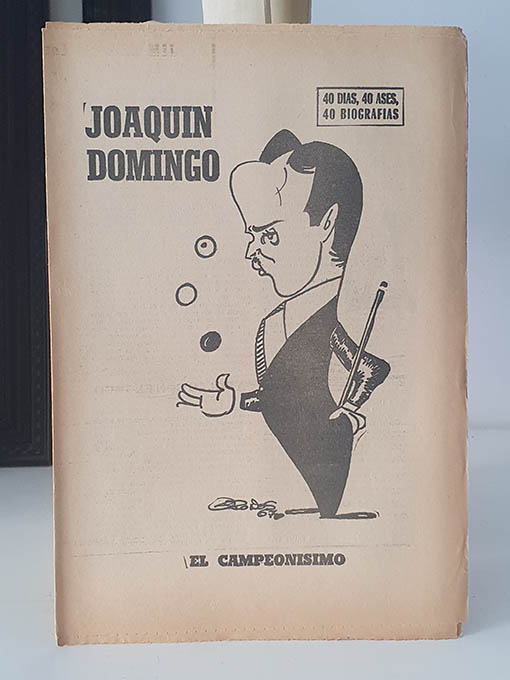 JOAQUIN
DOMINGO
40 DIAS, 40 ASES,
40 BIOGRAFIAS
EL CAMPEONISIMO